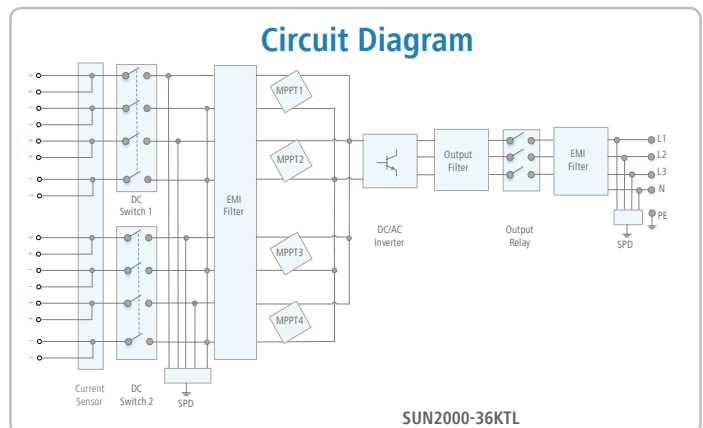 Circuit Diagram
+
+
−
−
+
+
−
−
+
+
−
−
+
+
−
−
Current
Sensor
DC
Switch 1
DC
Switch 2
SPD
EMI
Filter
MPPT1
MPPT2
MPPT3
MPPT4
DC/AC
Inverter
Output
Filter
Output
Relay
EMI
Filter
L1
L2
L3
N
PE
SPD
SUN2000-36KTL